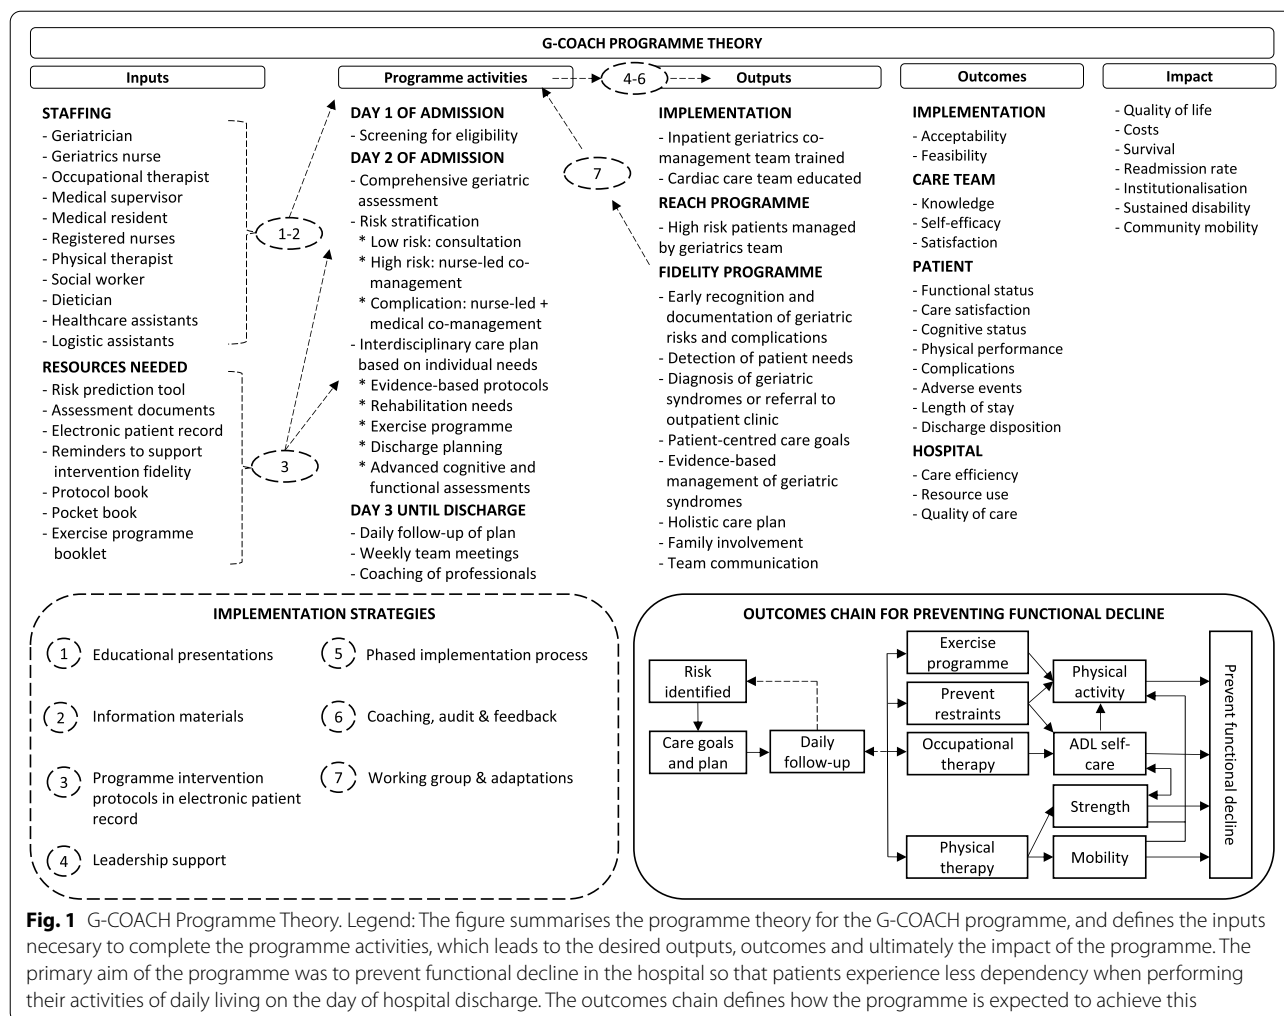 G-COACH PROGRAMME THEORY
Inputs
Programme activities
4-6
Outputs
Outcomes
Impact
STAFFING
- Geriatrician
- Geriatrics nurse
- Occupational therapist
- Medical supervisor
- Medical resident
- Registered nurses
- Physical therapist
- Social worker
- Dietician
- Healthcare assistants
- Logistic assistants
RESOURCES NEEDED
- Risk prediction tool
- Assessment documents
- Electronic patient record
- Reminders to support
intervention fidelity
- Protocol book
- Pocket book
- Exercise programme
booklet
1-2
3
DAY 1 OF ADMISSION
- Screening for eligibility
DAY 2 OF ADMISSION
- Comprehensive geriatric
assessment
- Risk stratification
* Low risk: consultation
* High risk: nurse-led co-
management
* Complication: nurse-led +
medical co-management
- Interdisciplinary care plan
based on individual needs
* Evidence-based protocols
* Rehabilitation needs
* Exercise programme
* Discharge planning
* Advanced cognitive and
functional assessments
DAY 3 UNTIL DISCHARGE
- Daily follow-up of plan
- Weekly team meetings
- Coaching of professionals
7
IMPLEMENTATION
- Inpatient geriatrics co-
management team trained
- Cardiac care team educated
REACH PROGRAMME
- High risk patients managed
by geriatrics team
FIDELITY PROGRAMME
- Early recognition and
documentation of geriatric
risks and complications
- Detection of patient needs
- Diagnosis of geriatric
syndromes or referral to
outpatient clinic
- Patient-centred care goals
- Evidence-based
management of geriatric
syndromes
- Holistic care plan
- Family involvement
- Team communication
IMPLEMENTATION
- Acceptability
- Feasibility
CARE TEAM
- Knowledge
- Self-efficacy
- Satisfaction
PATIENT
- Functional status
- Care satisfaction
- Cognitive status
- Physical performance
- Complications
- Adverse events
- Length of stay
- Discharge disposition
HOSPITAL
- Care efficiency
- Resource use
- Quality of care
- Quality of life
- Costs
- Survival
- Readmission rate
- Institutionalisation
- Sustained disability
- Community mobility
IMPLEMENTATION STRATEGIES
1 Educational presentations
2 Information materials
3 Programme intervention
protocols in electronic patient
record
4 Leadership support
5 Phased implementation process
6 Coaching, audit & feedback
7 Working group & adaptations
OUTCOMES CHAIN FOR PREVENTING FUNCTIONAL DECLINE
Risk
identified
Care goals
and plan
Daily
follow-up
Exercise
programme
Prevent
restraints
Occupational
therapy
Physical
therapy
Physical
activity
ADL self-
care
Strength
Mobility
Prevent functional decline
Fig. 1 G-COACH Programme Theory. Legend: The figure summarises the programme theory for the G-COACH programme, and defines the inputs
necesary to complete the programme activities, which leads to the desired outputs, outcomes and ultimately the impact of the programme. The
primary aim of the programme was to prevent functional decline in the hospital so that patients experience less dependency when performing
their activities of daily living on the day of hospital discharge. The outcomes chain defines how the programme is expected to achieve this